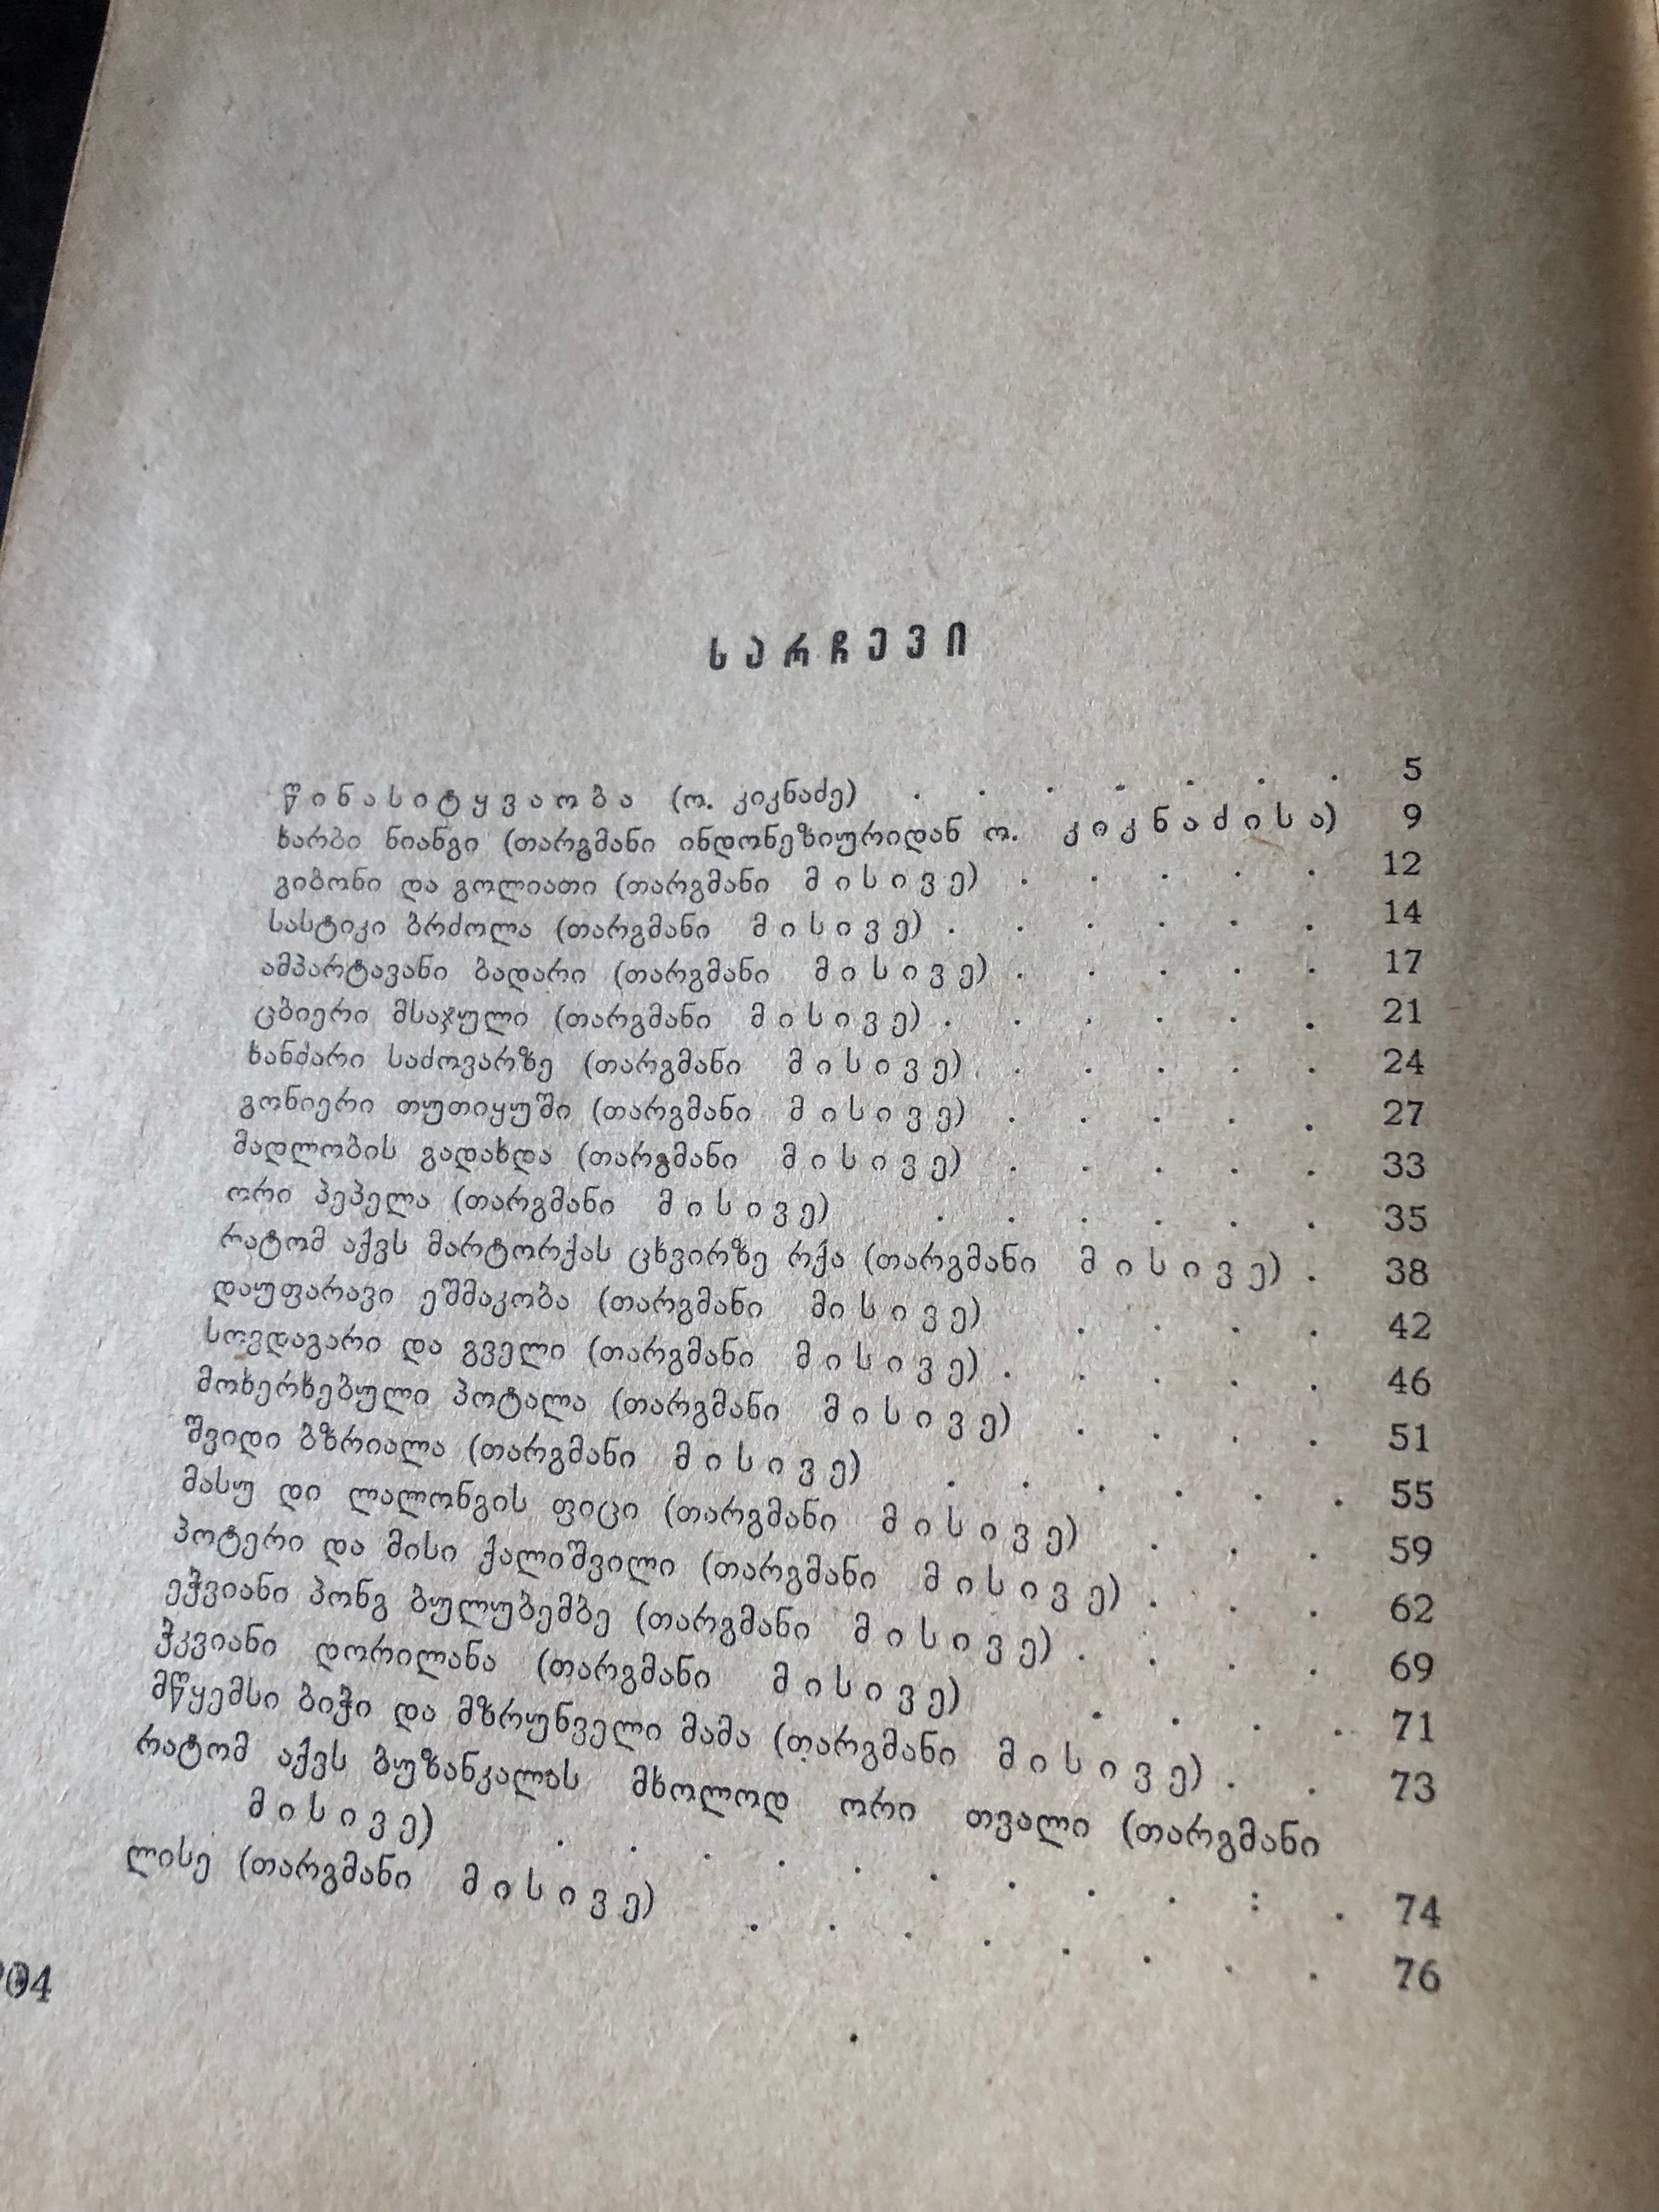 სარჩევი
წინასიტყვაობა (ო. კიკნაძე) . . . . . . . 5
ხარბი ნიანგი (თარგმანი ინდონეზიურიდან ო. კიკნაძისა) 9
გიბონი და გოლიათი (თარგმანი მისივე) . . . . . 12
სასტიკი ბრძოლა (თარგმანი მისივე) . . . . . . 14
ამპარტავანი ბადარი (თარგმანი მისივე) . . . . . 17
ცბიერი მსაჯული (თარგმანი მისივე) . . . . . . 21
ხანძარი საძოვარზე (თარგმანი მისივე) . . . . . 24
გონიერი თუთიყუში (თარგმანი მისივე) . . . . . 27
მადლობის გადახდა (თარგმანი მისივე) . . . . . 33
ორი პეპელა (თარგმანი მისივე) . . . . . . 35
რატომ აქვს მარტორქას ცხვირზე რქა (თარგმანი მისივე) . 38
დაუფარავი ეშმაკობა (თარგმანი მისივე) . . . . 42
სოვდაგარი და გველი (თარგმანი მისივე) . . . . . 46
მოხერხებული პოტალა (თარგმანი მისივე) . . . . 51
შვიდი ბზრიალა (თარგმანი მისივე) . . . . . . 55
მასუ დი ლალონგის ფიცი (თარგმანი მისივე) . . . 59
პოტერი და მისი ქალიშვილი (თარგმანი მისივე) . . . 62
ეჭვიანი პონგ ბულუბემბე (თარგმანი მისივე) . . . . 69
ჭკვიანი დორილანა (თარგმანი მისივე) . . . . 71
მწყემსი ბიჭი და მზრუნველი მამა (თარგმანი მისივე) . . 73
რატომ აქვს ბუზანკალას მხოლოდ ორი თვალი (თარგმანი
მისივე) . . . . . . . . . : . 74
ლისე (თარგმანი მისივე) . . . . . . . . 76